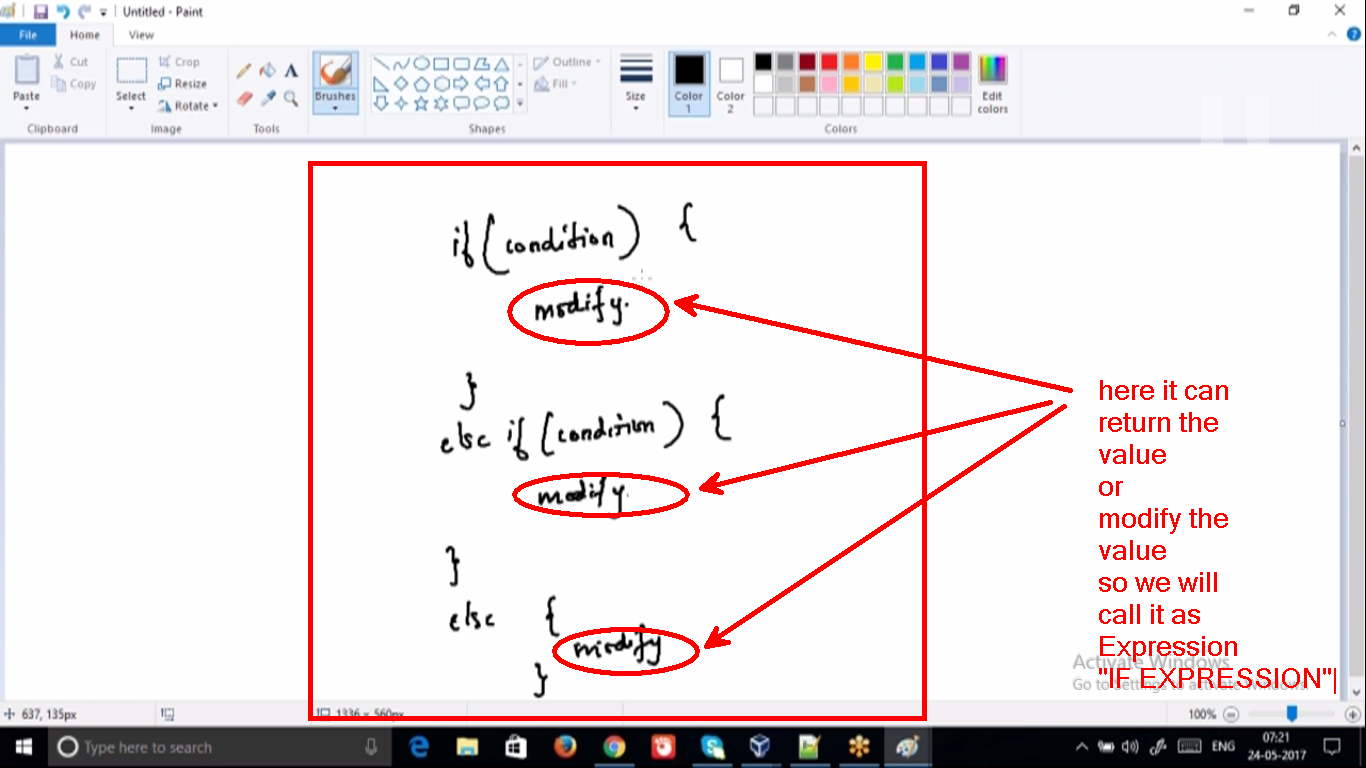 Untitled - Paint
File
Home
View
Paste
Cut
Copy
Clipboard
Select
Crop
Resize
Rotate
Image
A
Tools
Brushes
Outline
Fill
Shapes
Size
Color 1
Color 2
Edit colors
Colors
if (condition) {
modify.
}
else if (condition) {
modify.
}
else {
modify
}
here it can
return the
value
or
modify the
value
so we will
call it as
Expression
"IF EXPRESSION"
Activate Windows
Go to Settings to activate Windows.
637, 135px
1336 × 560px
100%
Type here to search
ENG
07:21
24-05-2017